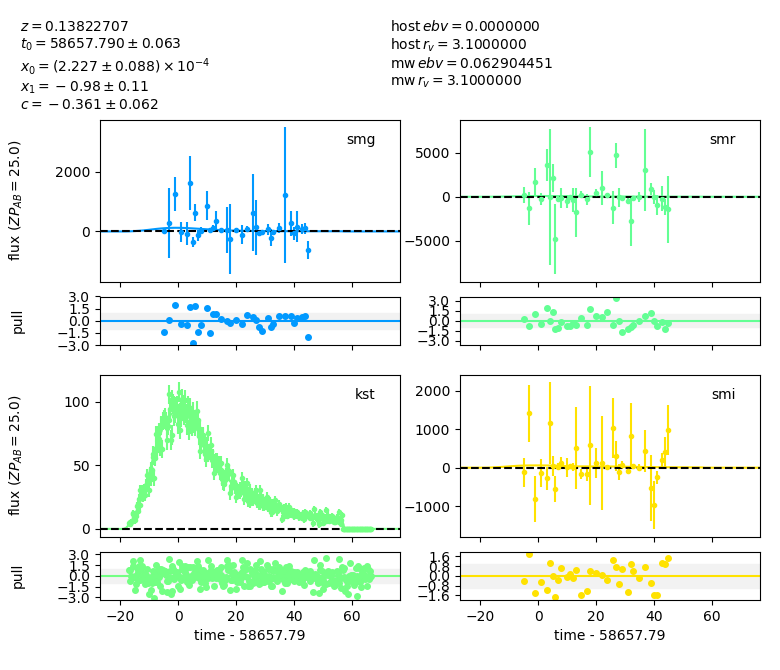 z = 0.13822707
t₀ = 58657.790 ± 0.063
x₀ = (2.227 ± 0.088) × 10⁻⁴
x₁ = −0.98 ± 0.11
c = −0.361 ± 0.062
host ebv = 0.0000000
host r_v = 3.1000000
mw ebv = 0.062904451
mw r_v = 3.1000000
smg
2000
0
flux (ZP_AB = 25.0)
smr
5000
0
−5000
3.0
1.5
0.0
−1.5
−3.0
pull
3.0
1.5
0.0
−1.5
−3.0
kst
100
50
0
flux (ZP_AB = 25.0)
smi
2000
1000
0
−1000
3.0
1.5
0.0
−1.5
−3.0
pull
−20 0 20 40 60
time - 58657.79
1.6
0.8
0.0
−0.8
−1.6
−20 0 20 40 60
time - 58657.79